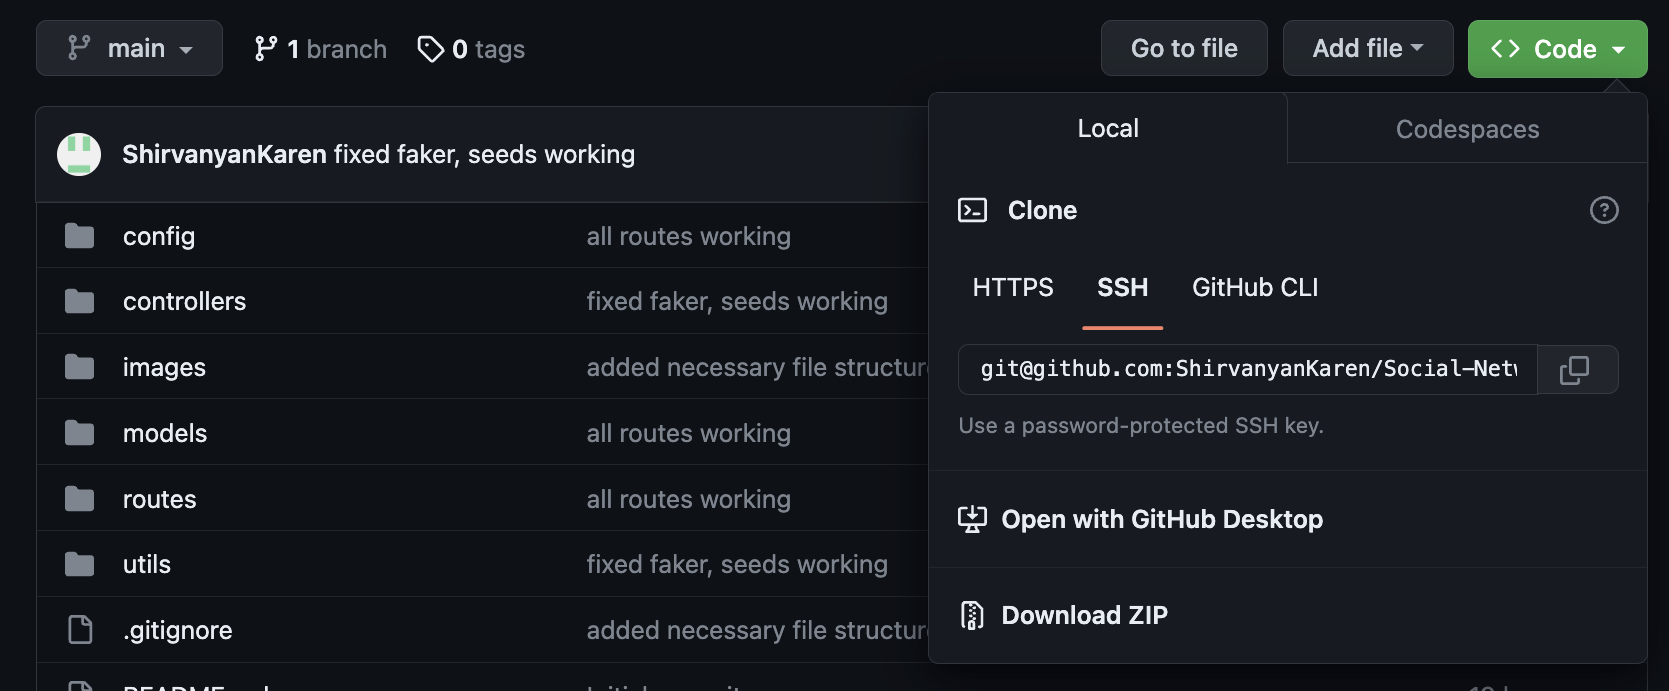 main 1 branch 0 tags Go to file Add file Code
Local Codespaces
ShirvanyanKaren fixed faker, seeds working
Clone
config all routes working
HTTPS SSH GitHub CLI
controllers fixed faker, seeds working
images added necessary file structur
git@github.com:ShirvanyanKaren/Social-Net
Use a password-protected SSH key.
models all routes working
routes all routes working
Open with GitHub Desktop
utils fixed faker, seeds working
Download ZIP
.gitignore added necessary file structur